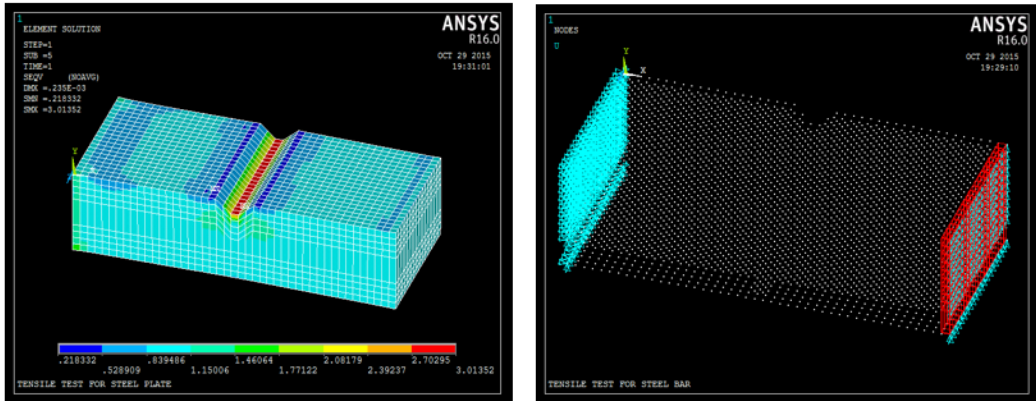 1
ELEMENT SOLUTION
STEP=1
SUB =5
TIME=1
SEQV (NOAVG)
DMX =.235E-03
SMN =.218332
SMX =3.01352
ANSYS
R16.0
OCT 29 2015
19:31:01
Y
MX
.218332 .839486 1.46064 2.08179 2.70295
.528909 1.15006 1.77122 2.39237 3.01352
TENSILE TEST FOR STEEL PLATE
1
NODES
U
ANSYS
R16.0
OCT 29 2015
19:29:10
Y
X
TENSILE TEST FOR STEEL BAR